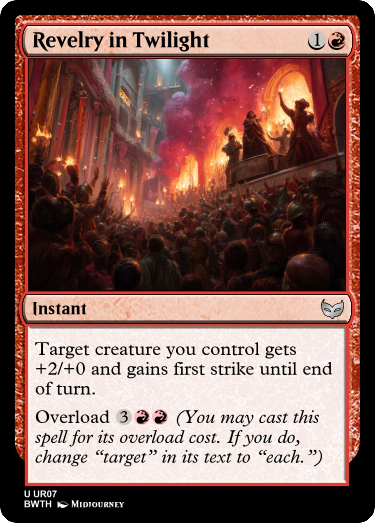 Revelry in Twilight 1
Instant
Target creature you control gets
+2/+0 and gains first strike until end
of turn.
Overload 3 (You may cast this
spell for its overload cost. If you do,
change “target” in its text to “each.”)
U UR07
BWTH Midjourney